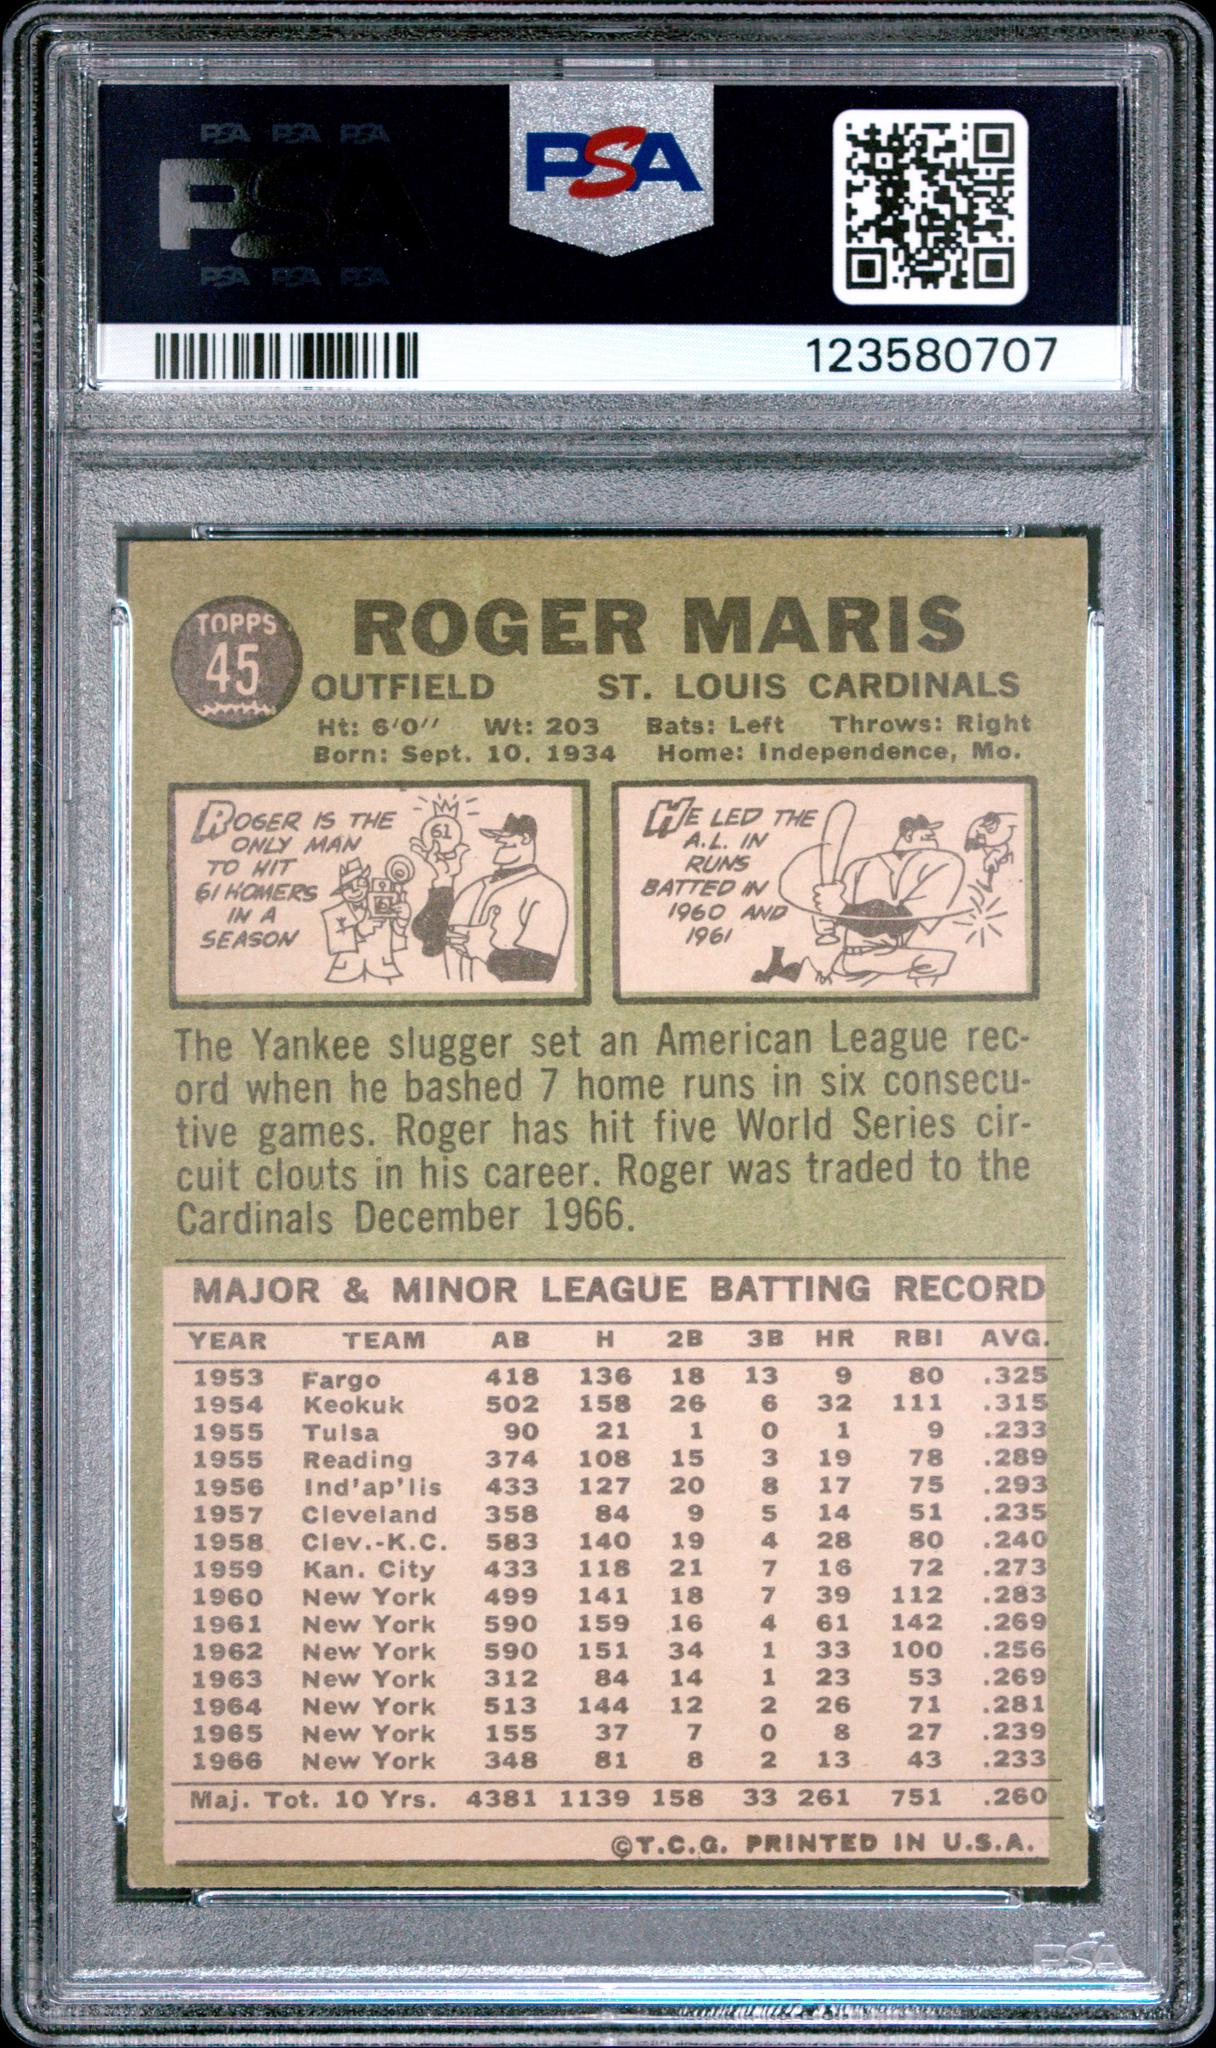 PSA PSA PSA
PSA
PSA PSA PSA
PSA
123580707
TOPPS
45
ROGER MARIS
OUTFIELD ST. LOUIS CARDINALS
Ht: 6'0'' Wt: 203 Bats: Left Throws: Right
Born: Sept. 10, 1934 Home: Independence, Mo.
ROGER IS THE
ONLY MAN
TO HIT
61 HOMERS
IN A
SEASON
61
HE LED THE
A.L. IN
RUNS
BATTED IN
1960 AND
1961
The Yankee slugger set an American League rec-
ord when he bashed 7 home runs in six consecu-
tive games. Roger has hit five World Series cir-
cuit clouts in his career. Roger was traded to the
Cardinals December 1966.
MAJOR & MINOR LEAGUE BATTING RECORD
YEAR TEAM AB H 2B 3B HR RBI AVG.
1953 Fargo 418 136 18 13 9 80 .325
1954 Keokuk 502 158 26 6 32 111 .315
1955 Tulsa 90 21 1 0 1 9 .233
1955 Reading 374 108 15 3 19 78 .289
1956 Ind'ap'lis 433 127 20 8 17 75 .293
1957 Cleveland 358 84 9 5 14 51 .235
1958 Clev.-K.C. 583 140 19 4 28 80 .240
1959 Kan. City 433 118 21 7 16 72 .273
1960 New York 499 141 18 7 39 112 .283
1961 New York 590 159 16 4 61 142 .269
1962 New York 590 151 34 1 33 100 .256
1963 New York 312 84 14 1 23 53 .269
1964 New York 513 144 12 2 26 71 .281
1965 New York 155 37 7 0 8 27 .239
1966 New York 348 81 8 2 13 43 .233
Maj. Tot. 10 Yrs. 4381 1139 158 33 261 751 .260
©T.C.G. PRINTED IN U.S.A.
PSA